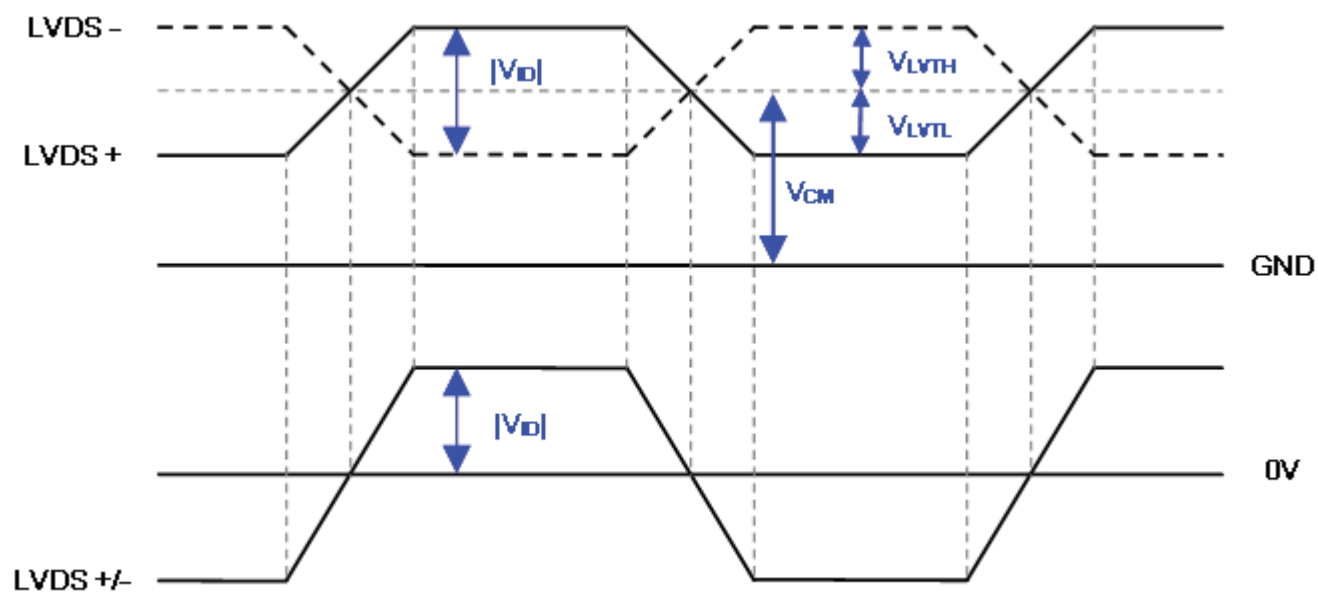 LVDS –
|VID|
VLVTH
VLVTL
LVDS +
VCM
GND
|VID|
0V
LVDS +/–